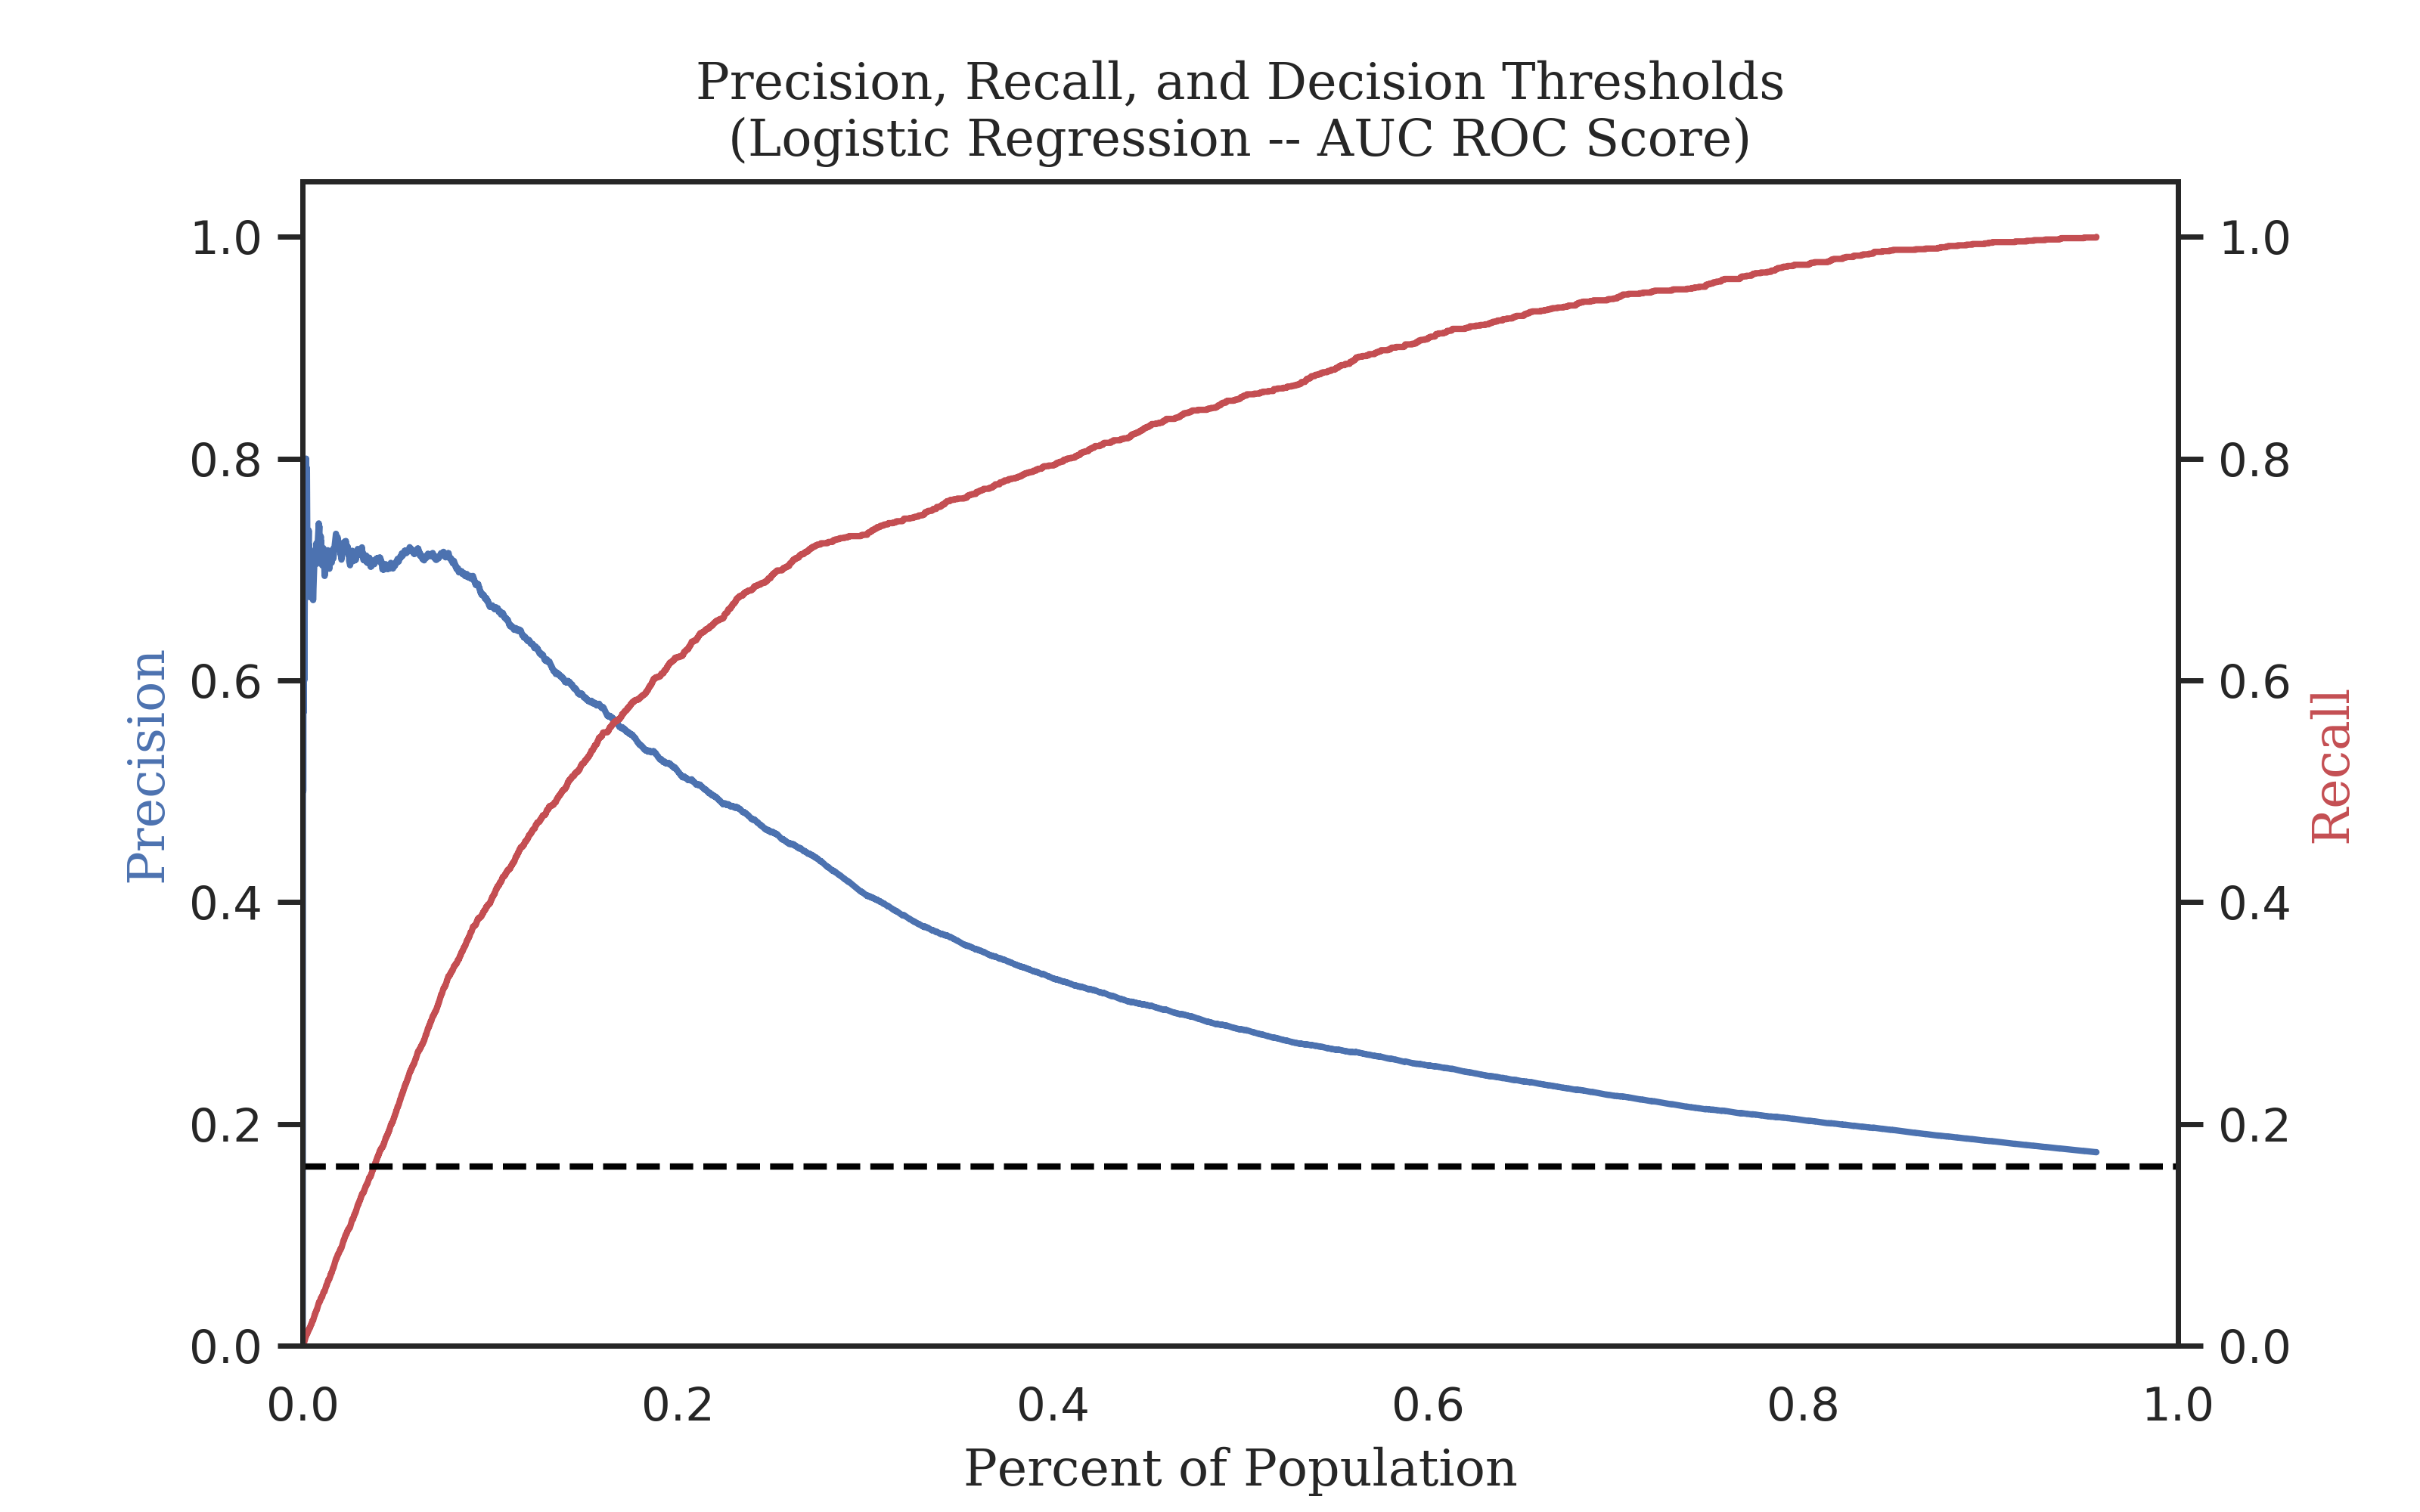 Precision, Recall, and Decision Thresholds
(Logistic Regression -- AUC ROC Score)
1.0
0.8
0.6
0.4
0.2
0.0
Precision
1.0
0.8
0.6
0.4
0.2
0.0
Recall
0.0 0.2 0.4 0.6 0.8 1.0
Percent of Population